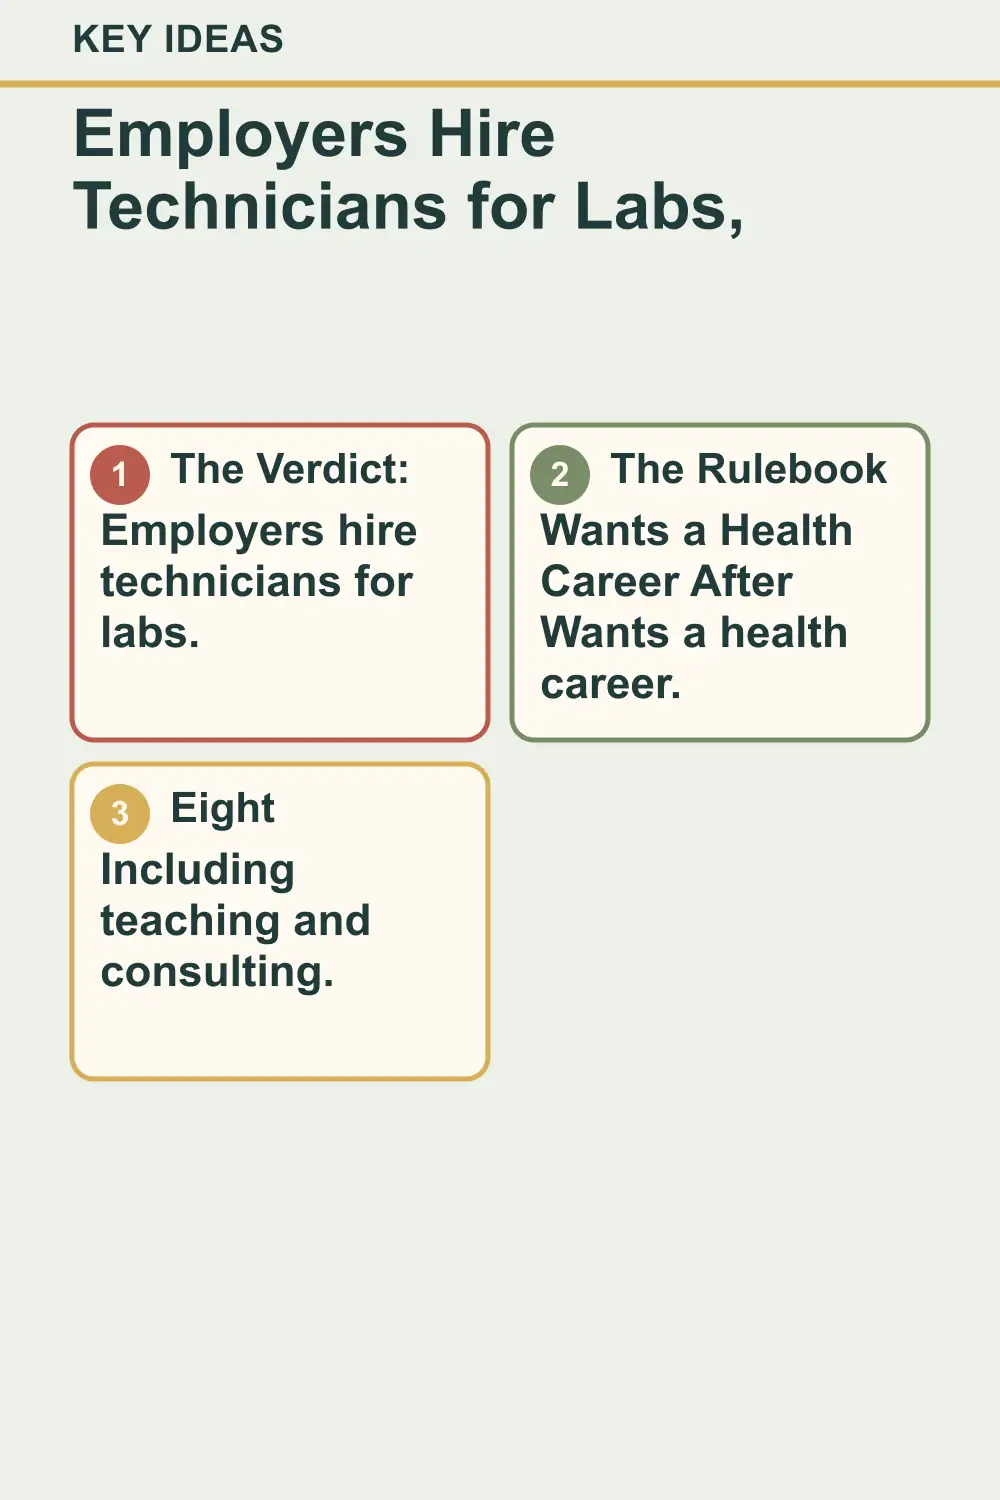 KEY IDEAS
Employers Hire
Technicians for Labs,
1 The Verdict:
Employers hire
technicians for
labs.
2 The Rulebook
Wants a Health
Career After
Wants a health
career.
3 Eight
Including
teaching and
consulting.